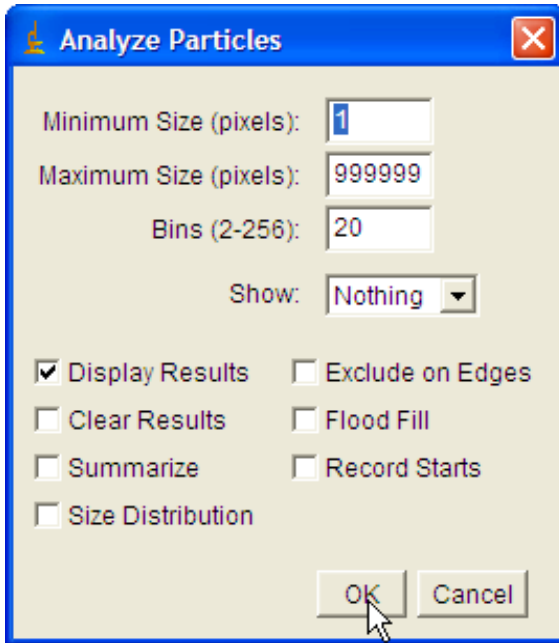 Analyze Particles
Minimum Size (pixels): 1
Maximum Size (pixels): 999999
Bins (2-256): 20
Show: Nothing
Display Results Exclude on Edges
Clear Results Flood Fill
Summarize Record Starts
Size Distribution
OK Cancel